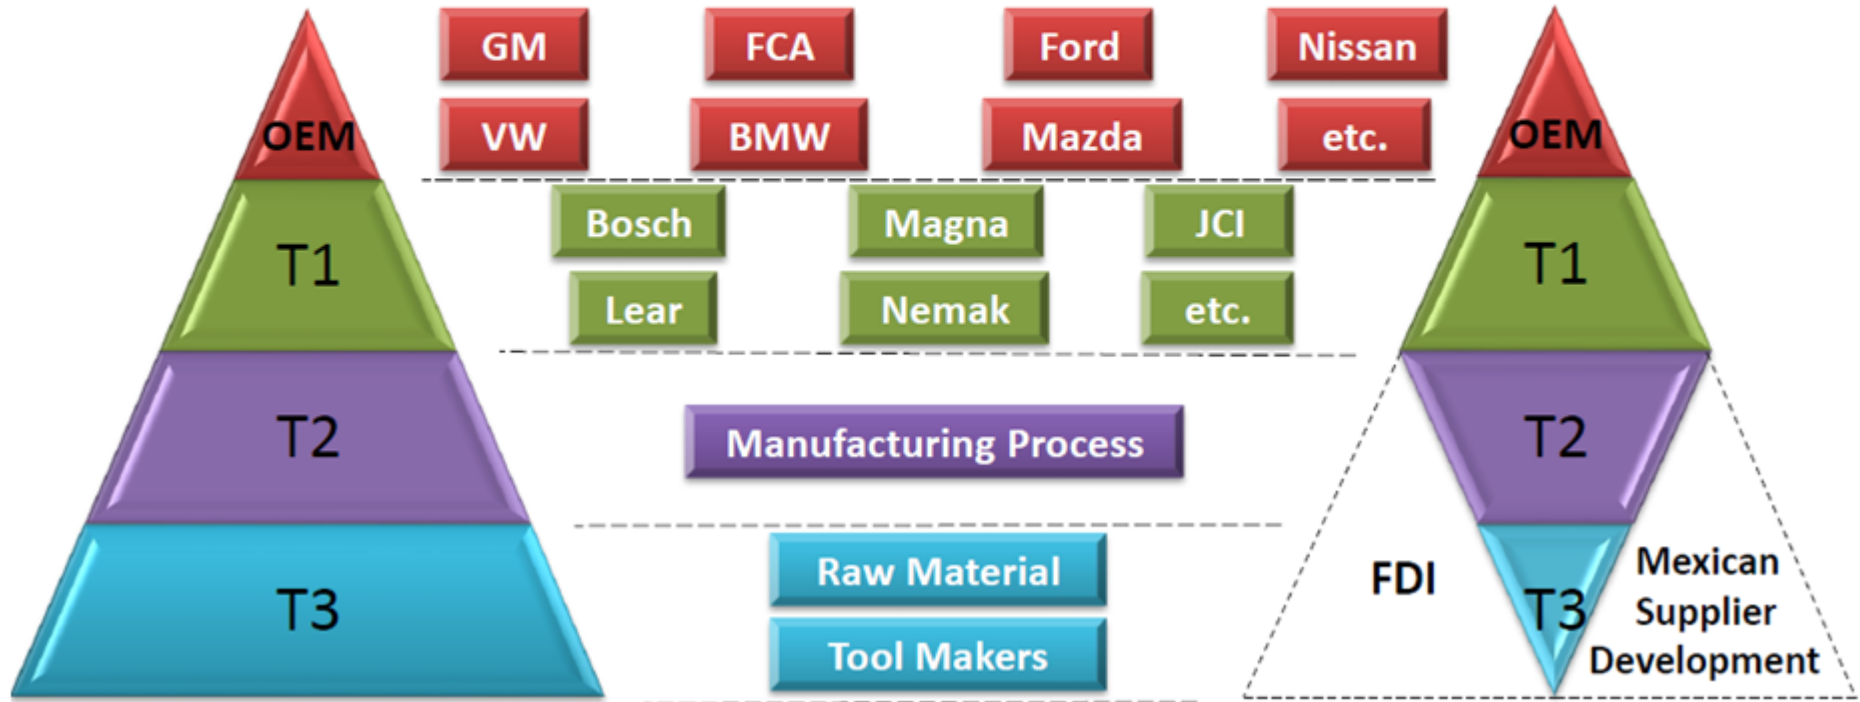 OEM
T1
T2
T3
GM
FCA
Ford
Nissan
VW
BMW
Mazda
etc.
Bosch
Magna
JCI
Lear
Nemak
etc.
Manufacturing Process
Raw Material
Tool Makers
OEM
T1
T2
T3
FDI
Mexican
Supplier
Development